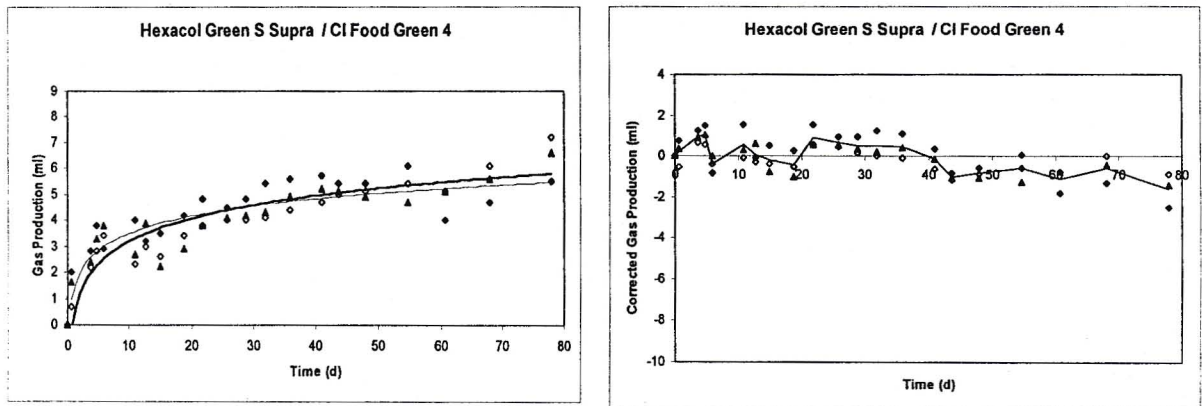 Hexacol Green S Supra / CI Food Green 4
Gas Production (ml)
9
8
7
6
5
4
3
2
1
0
0 10 20 30 40 50 60 70 80
Time (d)
Hexacol Green S Supra / CI Food Green 4
Corrected Gas Production (ml)
4
2
0
-2
-4
-6
-8
-10
0 10 20 30 40 50 60 70 80
Time (d)